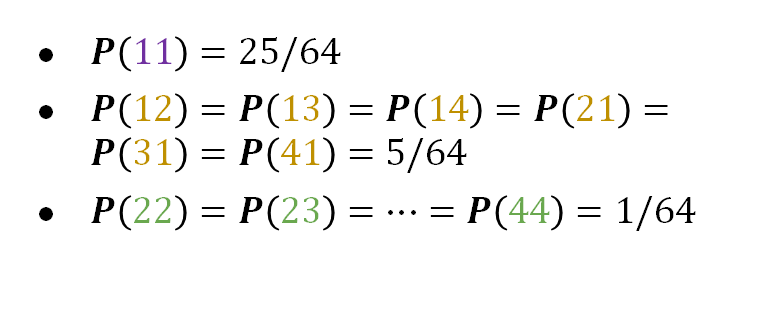 • P(11) = 25/64
• P(12) = P(13) = P(14) = P(21) =
P(31) = P(41) = 5/64
• P(22) = P(23) = ⋯ = P(44) = 1/64